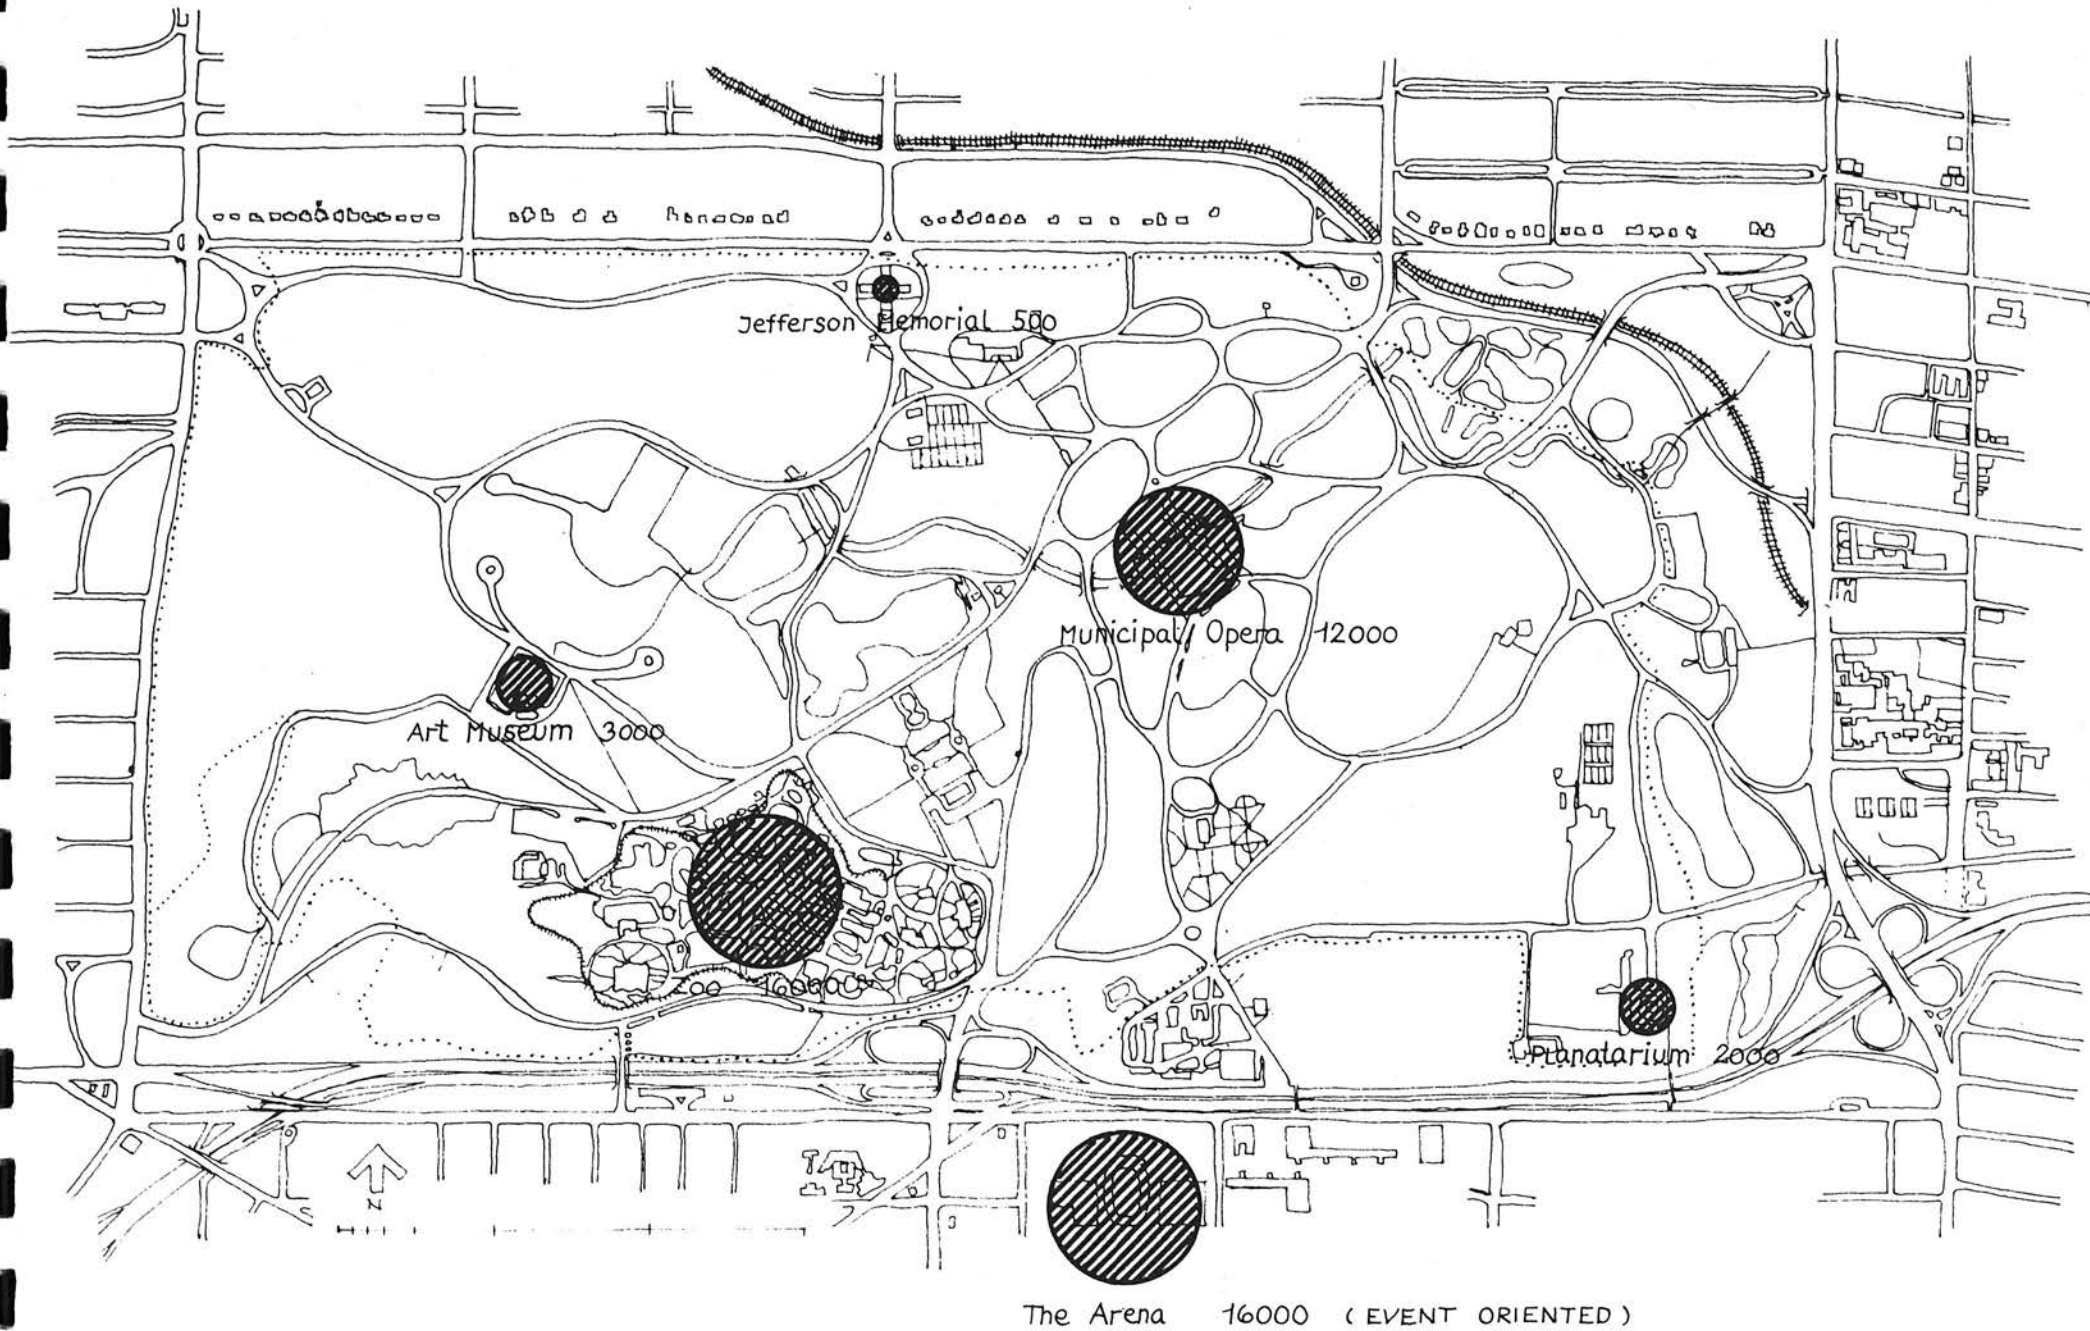 Jefferson Memorial 500
Municipal Opera 12000
Art Museum 3000
Zoo 16000
Planatarium 2000
N
The Arena 16000 (EVENT ORIENTED)